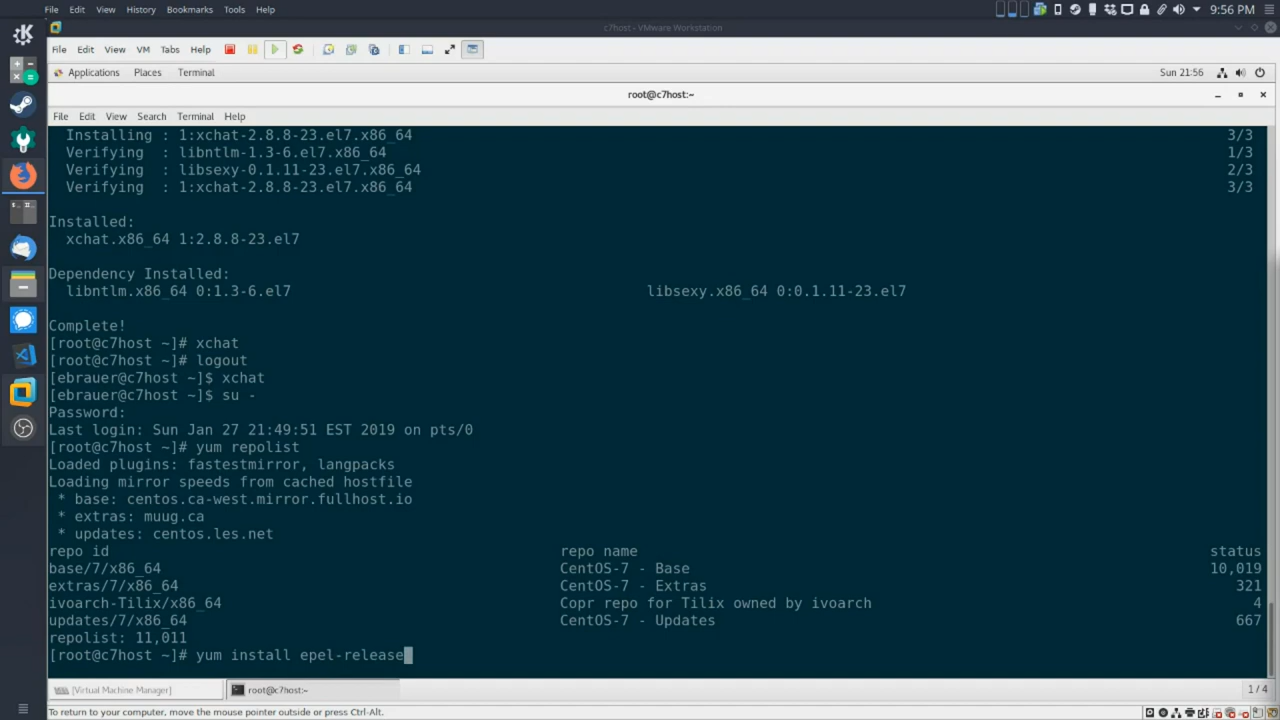 File Edit View History Bookmarks Tools Help 9:56 PM
c7host - VMware Workstation
File Edit View VM Tabs Help
Applications Places Terminal Sun 21:56
root@c7host:~
File Edit View Search Terminal Help
Installing : 1:xchat-2.8.8-23.el7.x86_64 3/3
Verifying : libntlm-1.3-6.el7.x86_64 1/3
Verifying : libsexy-0.1.11-23.el7.x86_64 2/3
Verifying : 1:xchat-2.8.8-23.el7.x86_64 3/3
Installed:
xchat.x86_64 1:2.8.8-23.el7
Dependency Installed:
libntlm.x86_64 0:1.3-6.el7 libsexy.x86_64 0:0.1.11-23.el7
Complete!
[root@c7host ~]# xchat
[root@c7host ~]# logout
[ebrauer@c7host ~]$ xchat
[ebrauer@c7host ~]$ su -
Password:
Last login: Sun Jan 27 21:49:51 EST 2019 on pts/0
[root@c7host ~]# yum repolist
Loaded plugins: fastestmirror, langpacks
Loading mirror speeds from cached hostfile
* base: centos.ca-west.mirror.fullhost.io
* extras: muug.ca
* updates: centos.les.net
repo id repo name status
base/7/x86_64 CentOS-7 - Base 10,019
extras/7/x86_64 CentOS-7 - Extras 321
ivoarch-Tilix/x86_64 Copr repo for Tilix owned by ivoarch 4
updates/7/x86_64 CentOS-7 - Updates 667
repolist: 11,011
[root@c7host ~]# yum install epel-release
[Virtual Machine Manager] root@c7host:~ 1 / 4
To return to your computer, move the mouse pointer outside or press Ctrl-Alt.